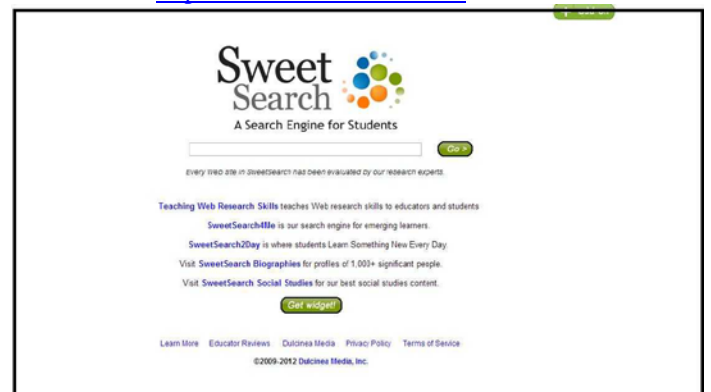 Sweet
Search
A Search Engine for Students
Go >
Every Web site in SweetSearch has been evaluated by our research experts.
Teaching Web Research Skills teaches Web research skills to educators and students
SweetSearch4Me is our search engine for emerging learners.
SweetSearch2Day is where students Learn Something New Every Day.
Visit SweetSearch Biographies for profiles of 1,000+ significant people.
Visit SweetSearch Social Studies for our best social studies content.
Get widget!
Learn More Educator Reviews Dulcinea Media Privacy Policy Terms of Service
©2009-2012 Dulcinea Media, Inc.